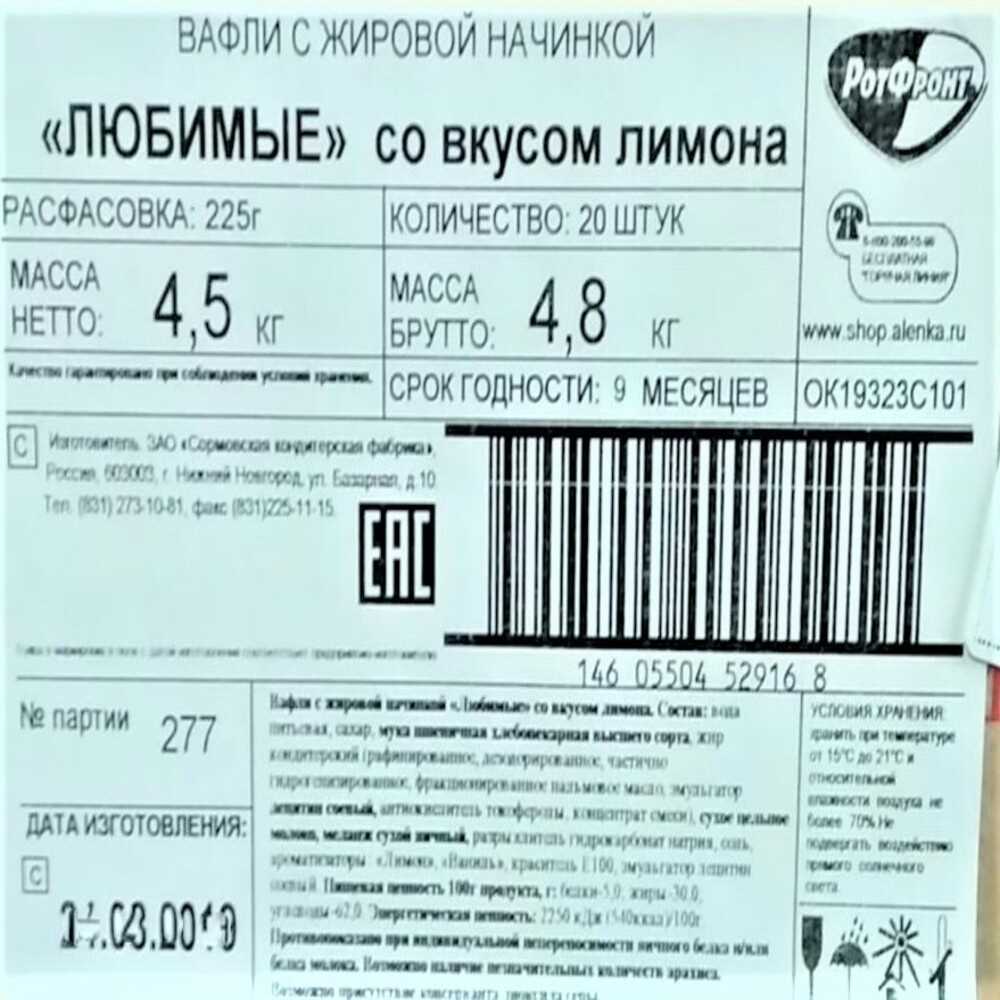 ВАФЛИ С ЖИРОВОЙ НАЧИНКОЙ
«ЛЮБИМЫЕ» СО ВКУСОМ ЛИМОНА
РотФронт
РАСФАСОВКА: 225г
КОЛИЧЕСТВО: 20 ШТУК
МАССА НЕТТО: 4,5 КГ
МАССА БРУТТО: 4,8 КГ
БЕСПЛАТНАЯ
"ГОРЯЧАЯ ЛИНИЯ"
www.shop.alenka.ru
Качество гарантировано при соблюдении условий хранения.
СРОК ГОДНОСТИ: 9 МЕСЯЦЕВ
ОК19323С101
С
Изготовитель: ЗАО «Сормовская кондитерская фабрика»,
Россия, 603003, г. Нижний Новгород, ул. Базарная, д.10
Тел. (831) 273-10-81, факс (831)225-11-15.
EAC
146 05504 52916 8
№ партии 277
ДАТА ИЗГОТОВЛЕНИЯ:
С
Вафли с жировой начинкой «Любимые» со вкусом лимона. Состав: вода
питьевая, сахар, мука пшеничная хлебопекарная высшего сорта, жир
кондитерский (рафинированное, дезодорированное, частично
гидрогенизированное, фракционированное пальмовое масло, эмульгатор
лецитин соевый, антиокислитель токоферолы, концентрат смеси), сухое цельное
молоко, меланж сухой яичный, разрыхлитель гидрокарбонат натрия, соль,
ароматизаторы: «Лимон», «Ваниль», краситель Е100, эмульгатор лецитин
соевый. Пищевая ценность 100г продукта, г: белки-5,0, жиры-30,0,
углеводы-62,0. Энергетическая ценность: 2250 кДж (540ккал)/100г
Противопоказано при индивидуальной непереносимости яичного белка и/или
белка молока. Возможно наличие незначительных количеств арахиса.
УСЛОВИЯ ХРАНЕНИЯ:
хранить при температуре
от 15°С до 21°С и
относительной
влажности воздуха не
более 70% Не
подвергать воздействию
прямого солнечного
света.